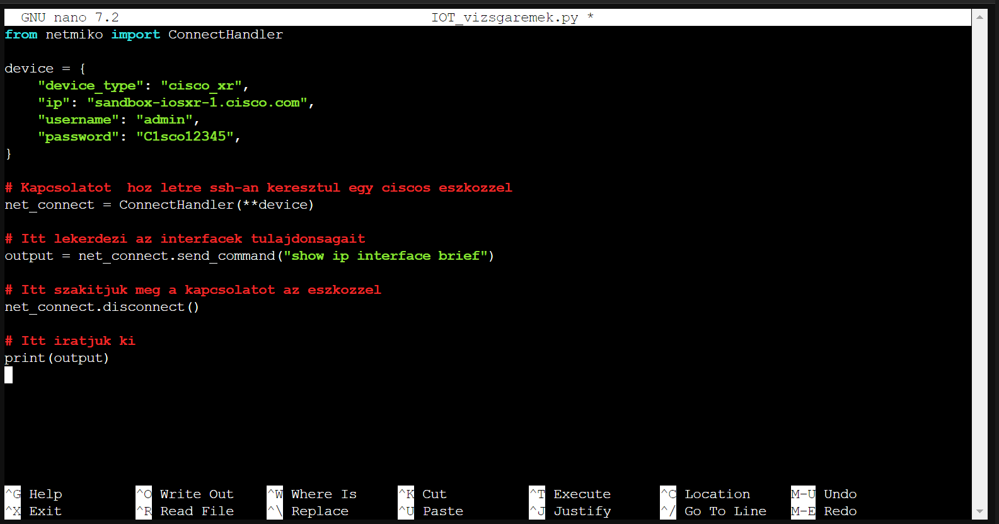 GNU nano 7.2 IOT_vizsgaremek.py *
from netmiko import ConnectHandler
device = {
    "device_type": "cisco_xr",
    "ip": "sandbox-iosxr-1.cisco.com",
    "username": "admin",
    "password": "C1sco12345",
}
# Kapcsolatot  hoz letre ssh-an keresztul egy ciscos eszkozzel
net_connect = ConnectHandler(**device)
# Itt lekerdezi az interfacek tulajdonsagait
output = net_connect.send_command("show ip interface brief")
# Itt szakitjuk meg a kapcsolatot az eszkozzel
net_connect.disconnect()
# Itt iratjuk ki
print(output)
^G Help ^O Write Out ^W Where Is ^K Cut ^T Execute ^C Location M-U Undo
^X Exit ^R Read File ^\ Replace ^U Paste ^J Justify ^/ Go To Line M-E Redo